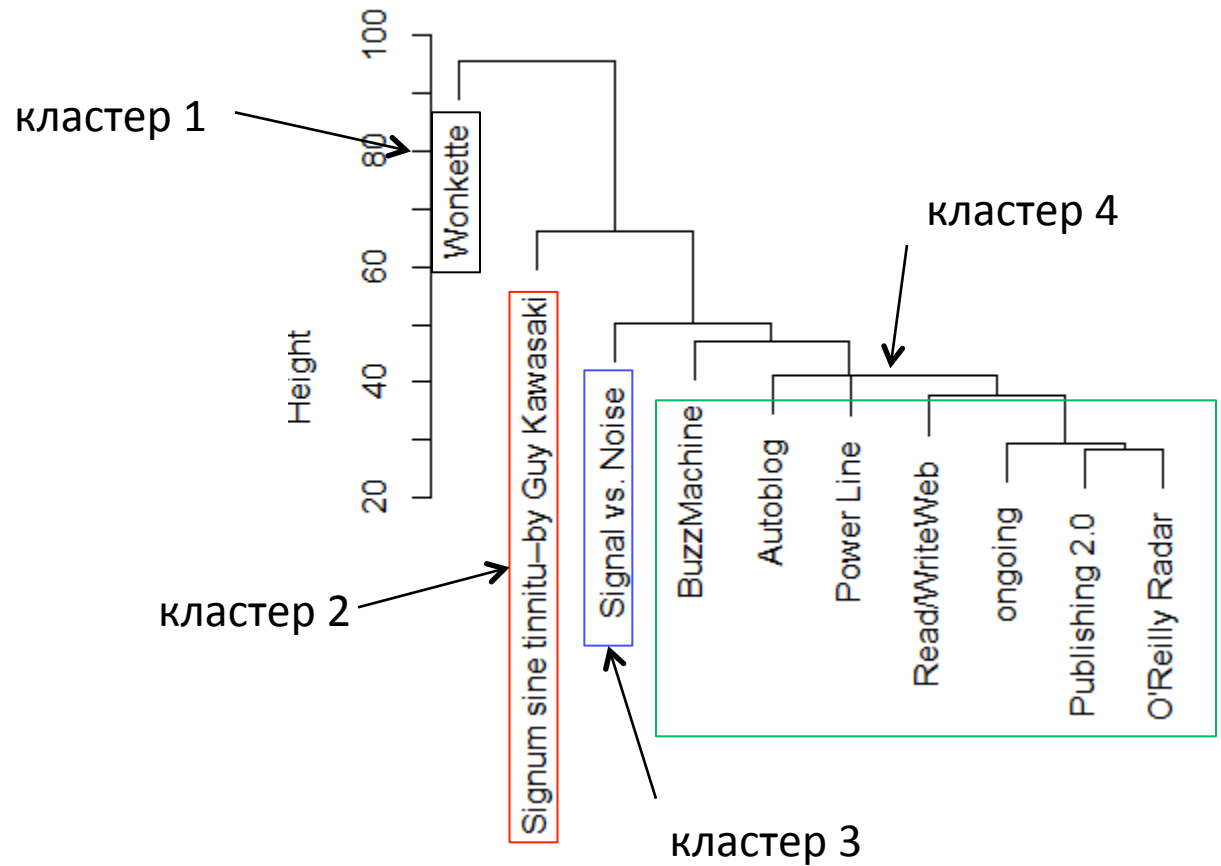 100
80
60
40
20
Height
кластер 1
Wonkette
кластер 4
кластер 2
Signum sine tinnitu--by Guy Kawasaki
Signal vs. Noise
BuzzMachine
Autoblog
Power Line
Read/WriteWeb
ongoing
Publishing 2.0
O'Reilly Radar
кластер 3